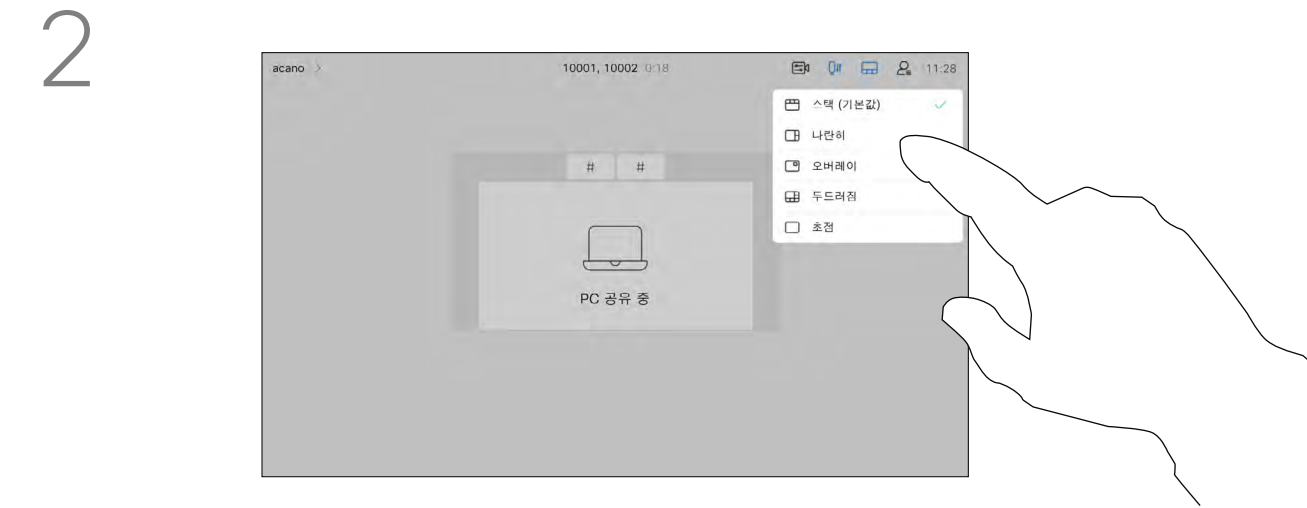 2
acano >
10001, 10002 0:18
11:28
스택 (기본값)
나란히
오버레이
두드러짐
초점
# #
PC 공유 중